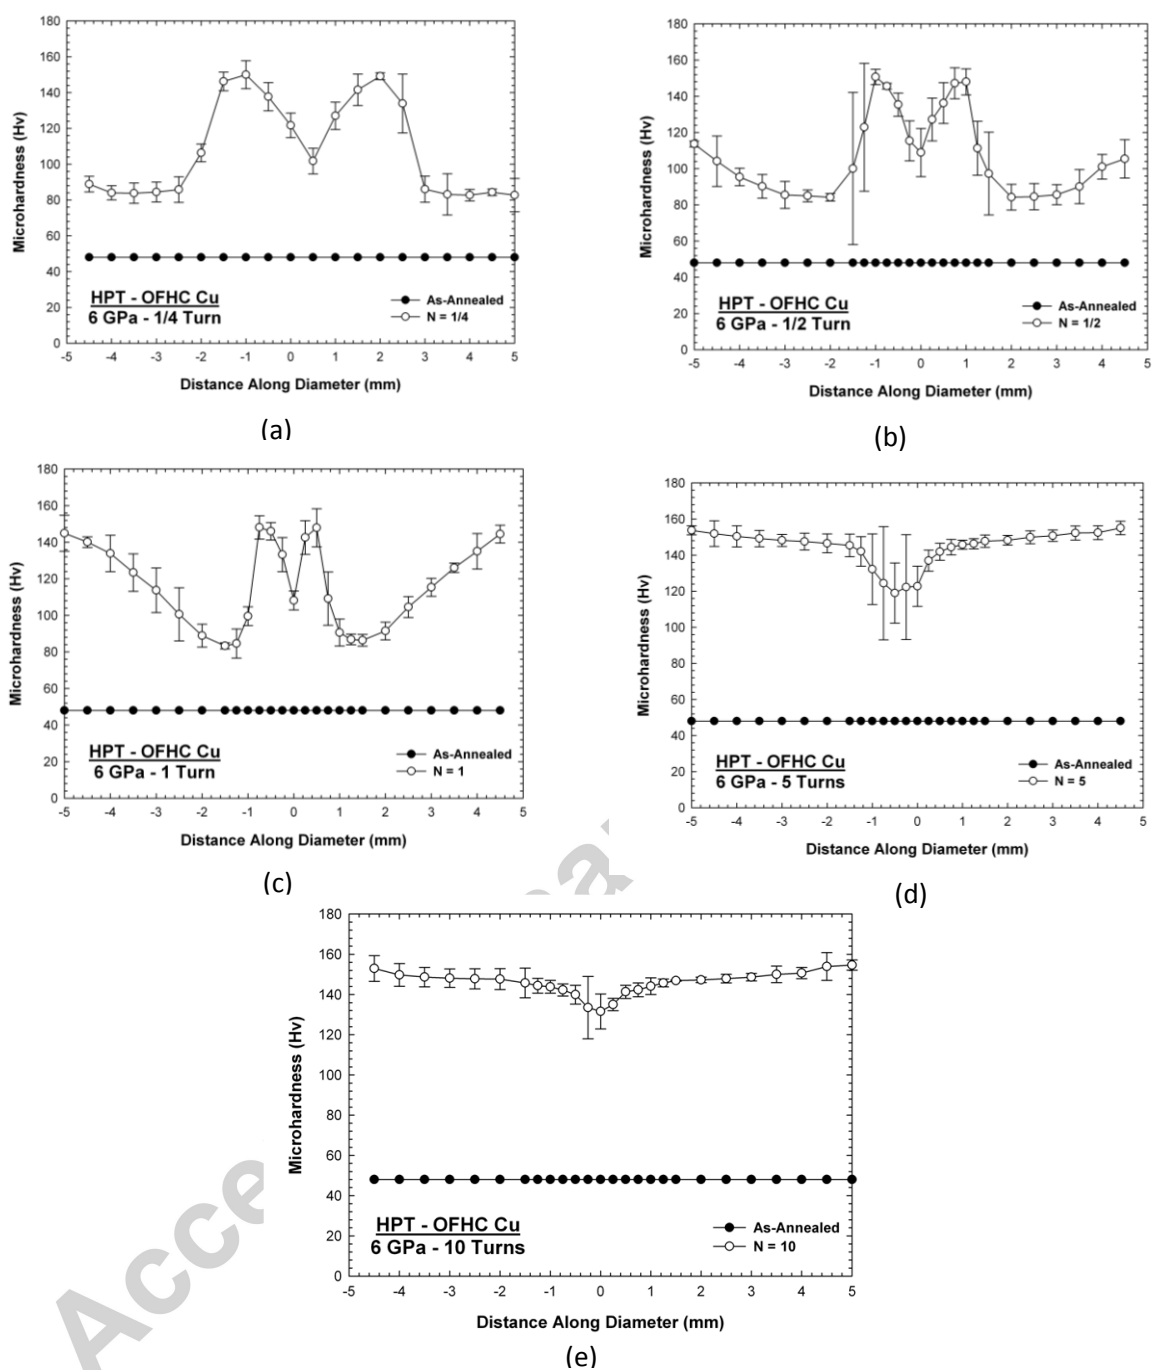 180
160
140
120
100
80
60
40
20
0
Microhardness (Hv)
HPT - OFHC Cu
6 GPa - 1/4 Turn
As-Annealed
N = 1/4
-5 -4 -3 -2 -1 0 1 2 3 4 5
Distance Along Diameter (mm)
(a)
180
160
140
120
100
80
60
40
20
0
Microhardness (Hv)
HPT - OFHC Cu
6 GPa - 1/2 Turn
As-Annealed
N = 1/2
-5 -4 -3 -2 -1 0 1 2 3 4 5
Distance Along Diameter (mm)
(b)
180
160
140
120
100
80
60
40
20
0
Microhardness (Hv)
HPT - OFHC Cu
6 GPa - 1 Turn
As-Annealed
N = 1
-5 -4 -3 -2 -1 0 1 2 3 4 5
Distance Along Diameter (mm)
(c)
180
160
140
120
100
80
60
40
20
0
Microhardness (Hv)
HPT - OFHC Cu
6 GPa - 5 Turns
As-Annealed
N = 5
-5 -4 -3 -2 -1 0 1 2 3 4 5
Distance Along Diameter (mm)
(d)
180
160
140
120
100
80
60
40
20
0
Microhardness (Hv)
HPT - OFHC Cu
6 GPa - 10 Turns
As-Annealed
N = 10
-5 -4 -3 -2 -1 0 1 2 3 4 5
Distance Along Diameter (mm)
(e)
Acce